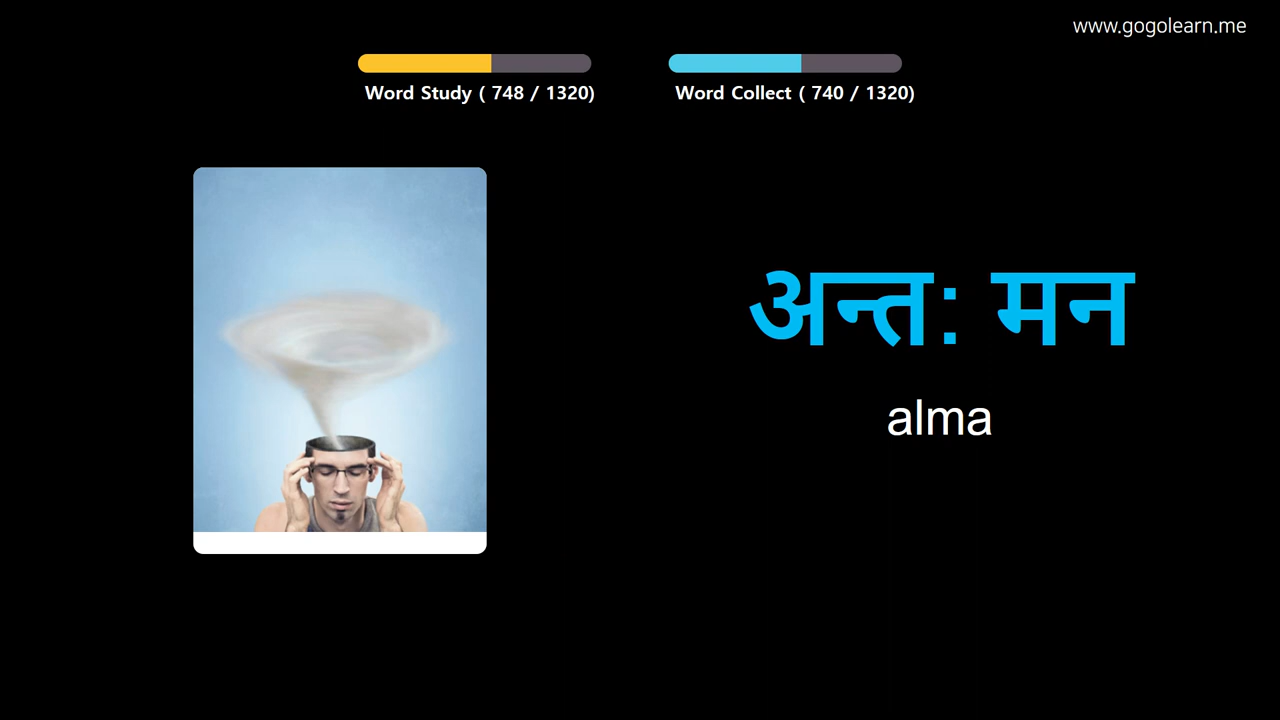 www.gogolearn.me
Word Study ( 748 / 1320)
Word Collect ( 740 / 1320)
अन्त: मन
alma